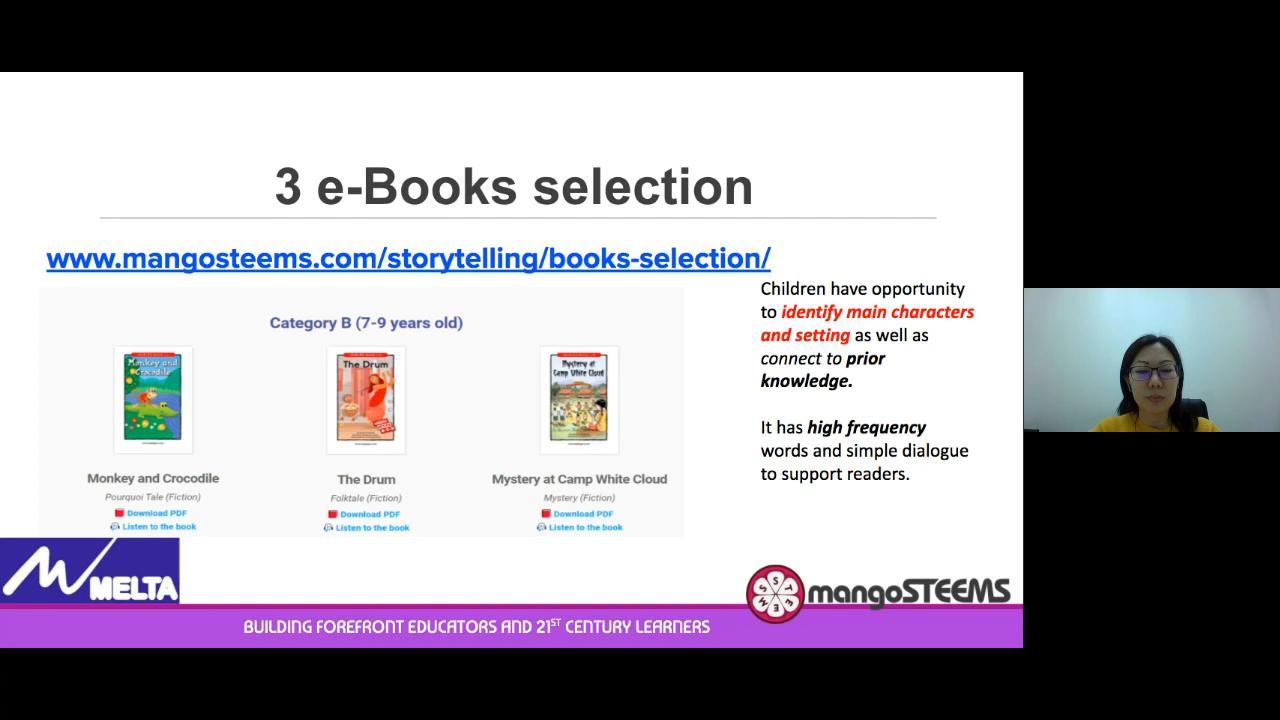 3 e-Books selection
www.mangosteems.com/storytelling/books-selection/
Category B (7-9 years old)
Monkey and
Crocodile
The Drum
Mystery at
Camp White Cloud
Monkey and Crocodile
Pourquoi Tale (Fiction)
Download PDF
Listen to the book
The Drum
Folktale (Fiction)
Download PDF
Listen to the book
Mystery at Camp White Cloud
Mystery (Fiction)
Download PDF
Listen to the book
Children have opportunity
to identify main characters
and setting as well as
connect to prior
knowledge.
It has high frequency
words and simple dialogue
to support readers.
MELTA
STEEMS
mangoSTEEMS
BUILDING FOREFRONT EDUCATORS AND 21ST CENTURY LEARNERS